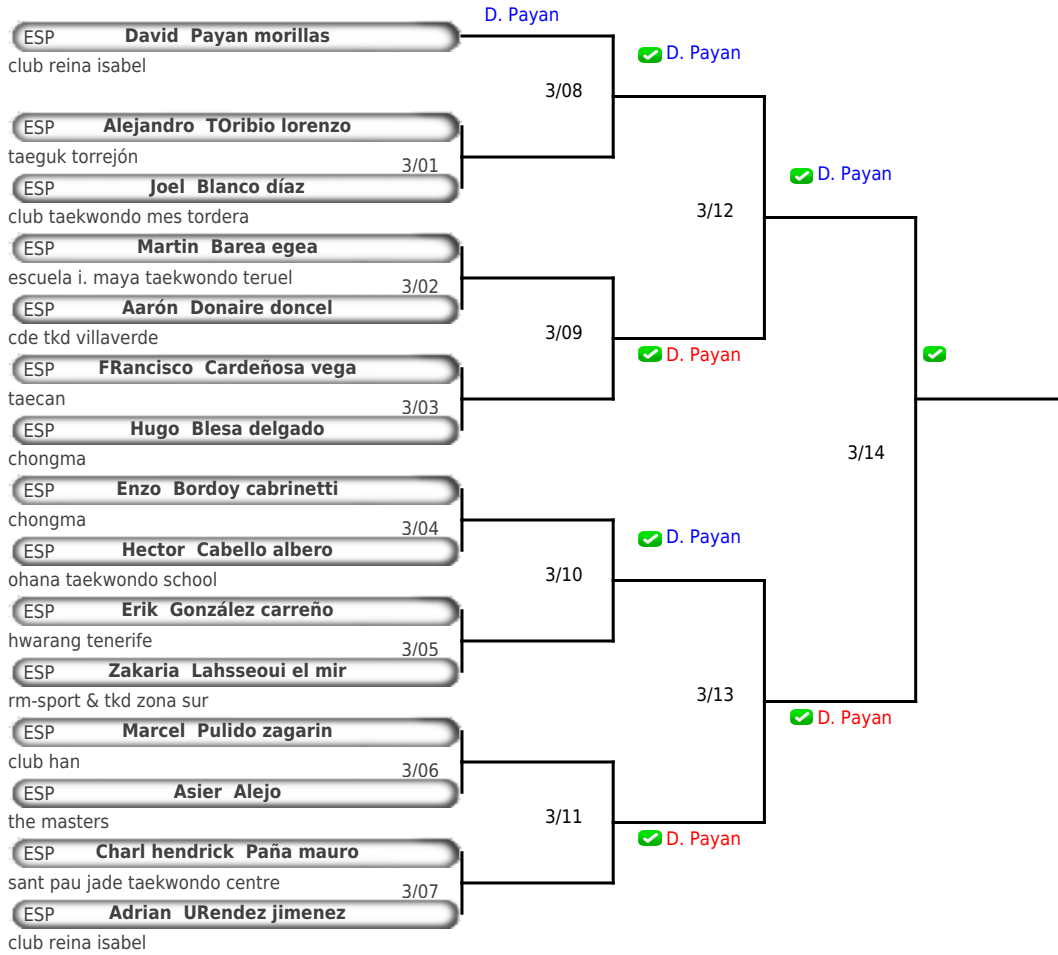 D. Payan
ESP David Payan morillas
club reina isabel
D. Payan
3/08
ESP Alejandro TOribio lorenzo
taeguk torrejón
3/01
ESP Joel Blanco díaz
club taekwondo mes tordera
D. Payan
3/12
ESP Martin Barea egea
escuela i. maya taekwondo teruel
3/02
ESP Aarón Donaire doncel
cde tkd villaverde
3/09
D. Payan
ESP FRancisco Cardeñosa vega
taecan
3/03
ESP Hugo Blesa delgado
chongma
3/14
ESP Enzo Bordoy cabrinetti
chongma
3/04
D. Payan
ESP Hector Cabello albero
ohana taekwondo school
3/10
ESP Erik González carreño
hwarang tenerife
3/05
ESP Zakaria Lahsseoui el mir
rm-sport & tkd zona sur
3/13
D. Payan
ESP Marcel Pulido zagarin
club han
3/06
ESP Asier Alejo
the masters
3/11
D. Payan
ESP Charl hendrick Paña mauro
sant pau jade taekwondo centre
3/07
ESP Adrian URendez jimenez
club reina isabel